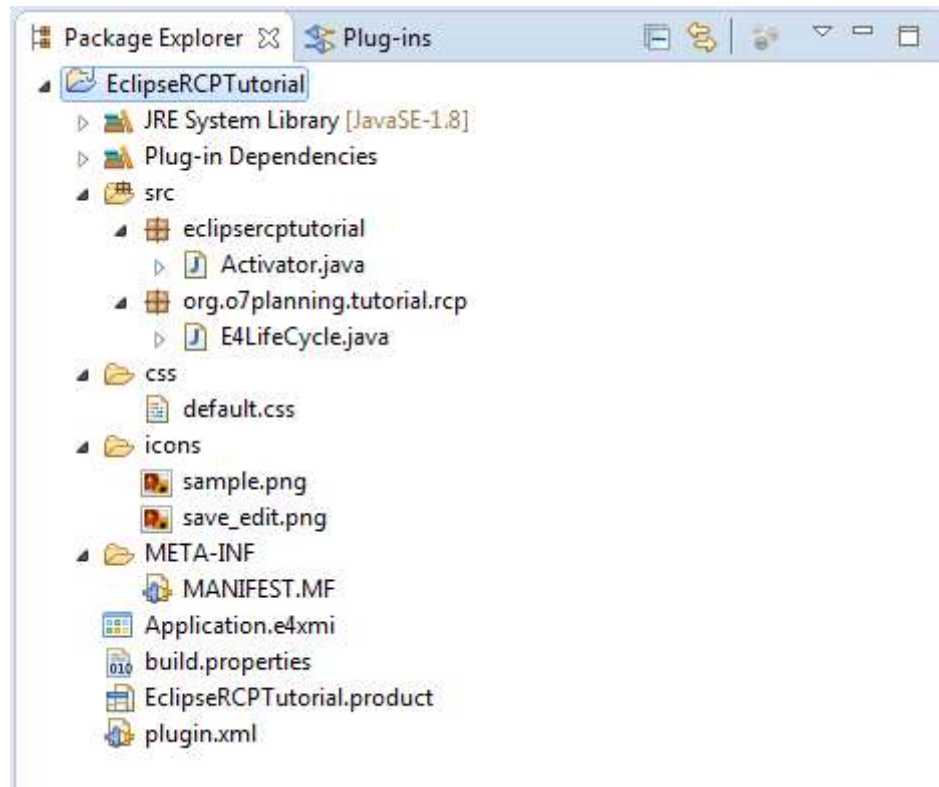 Package Explorer Plug-ins
EclipseRCPTutorial
JRE System Library [JavaSE-1.8]
Plug-in Dependencies
src
eclipsercptutorial
Activator.java
org.o7planning.tutorial.rcp
E4LifeCycle.java
css
default.css
icons
sample.png
save_edit.png
META-INF
MANIFEST.MF
Application.e4xmi
build.properties
EclipseRCPTutorial.product
plugin.xml